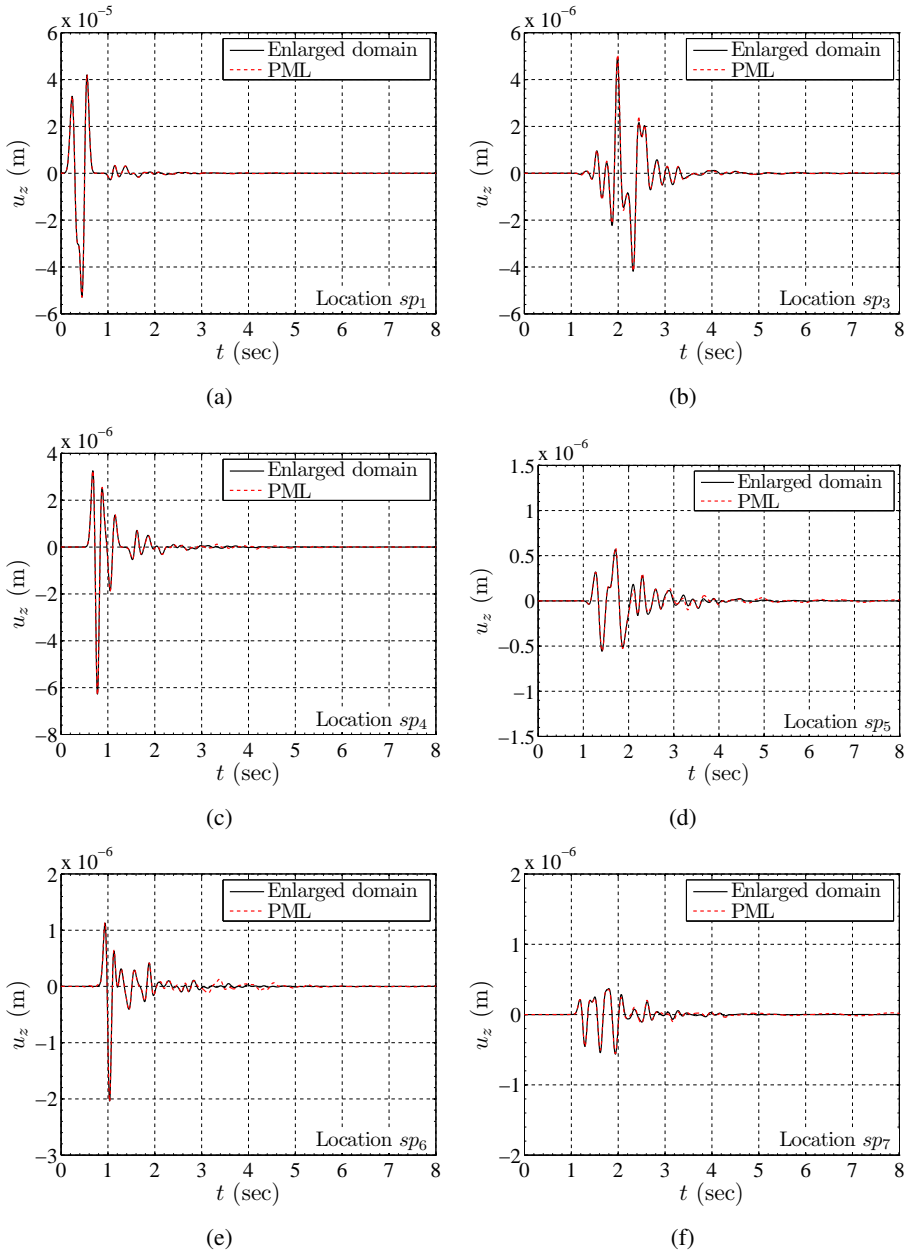 x 10⁻⁵
6
4
2
0
−2
−4
−6
u_z (m)
Enlarged domain
PML
Location sp₁
0 1 2 3 4 5 6 7 8
t (sec)
(a)
x 10⁻⁶
6
4
2
0
−2
−4
−6
u_z (m)
Enlarged domain
PML
Location sp₃
0 1 2 3 4 5 6 7 8
t (sec)
(b)
x 10⁻⁶
4
2
0
−2
−4
−6
−8
u_z (m)
Enlarged domain
PML
Location sp₄
0 1 2 3 4 5 6 7 8
t (sec)
(c)
x 10⁻⁶
1.5
1
0.5
0
−0.5
−1
−1.5
u_z (m)
Enlarged domain
PML
Location sp₅
0 1 2 3 4 5 6 7 8
t (sec)
(d)
x 10⁻⁶
2
1
0
−1
−2
−3
u_z (m)
Enlarged domain
PML
Location sp₆
0 1 2 3 4 5 6 7 8
t (sec)
(e)
x 10⁻⁶
2
1
0
−1
−2
u_z (m)
Enlarged domain
PML
Location sp₇
0 1 2 3 4 5 6 7 8
t (sec)
(f)